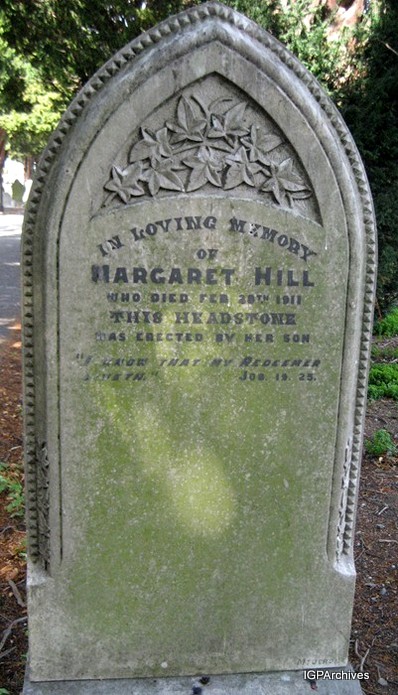 IN LOVING MEMORY
OF
MARGARET HILL
WHO DIED FEB 28TH 1911
THIS HEADSTONE
WAS ERECTED BY HER SON
"I KNOW THAT MY REDEEMER
LIVETH." JOB. 19. 25.
IGPArchives